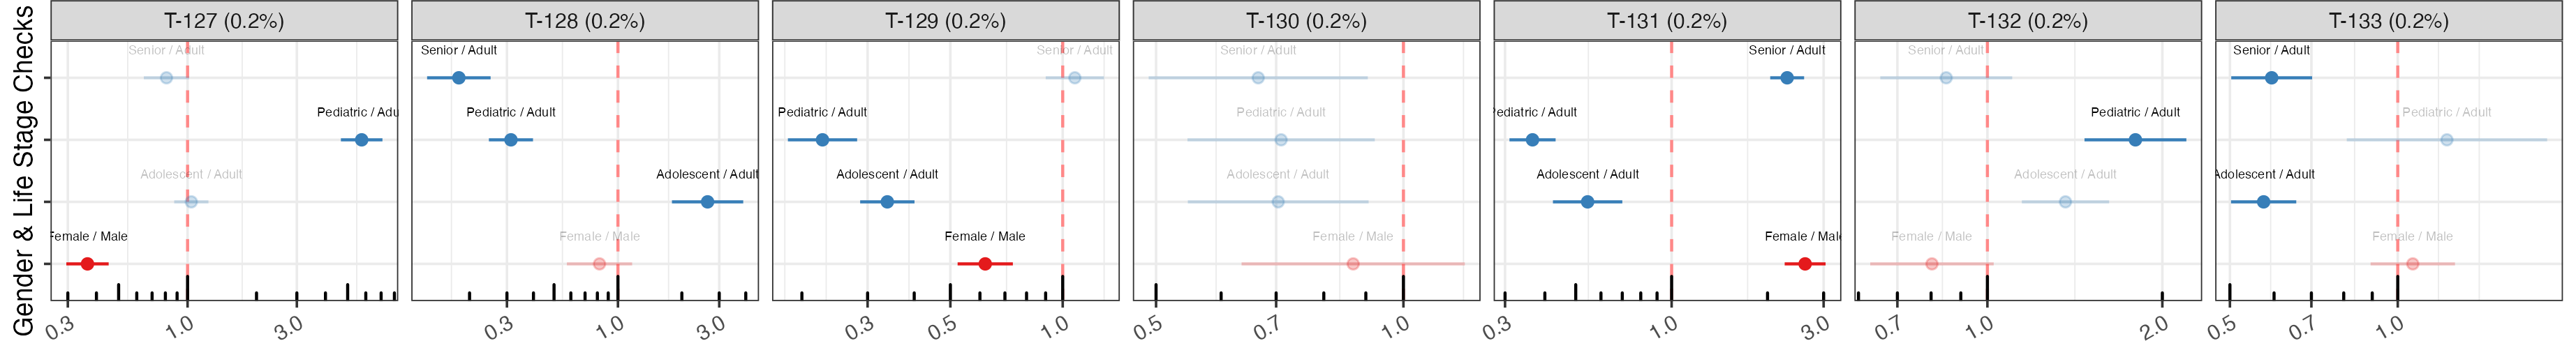 Gender & Life Stage Checks
T-127 (0.2%)
Senior / Adult
Pediatric / Adu
Adolescent / Adult
Female / Male
0.3 1.0 3.0
T-128 (0.2%)
Senior / Adult
Pediatric / Adult
Adolescent / Adult
Female / Male
0.3 1.0 3.0
T-129 (0.2%)
Senior / Adult
Pediatric / Adult
Adolescent / Adult
Female / Male
0.3 0.5 1.0
T-130 (0.2%)
Senior / Adult
Pediatric / Adult
Adolescent / Adult
Female / Male
0.5 0.7 1.0
T-131 (0.2%)
Senior / Adult
Pediatric / Adult
Adolescent / Adult
Female / Male
0.3 1.0 3.0
T-132 (0.2%)
Senior / Adult
Pediatric / Adult
Adolescent / Adult
Female / Male
0.7 1.0 2.0
T-133 (0.2%)
Senior / Adult
Pediatric / Adult
Adolescent / Adult
Female / Male
0.5 0.7 1.0